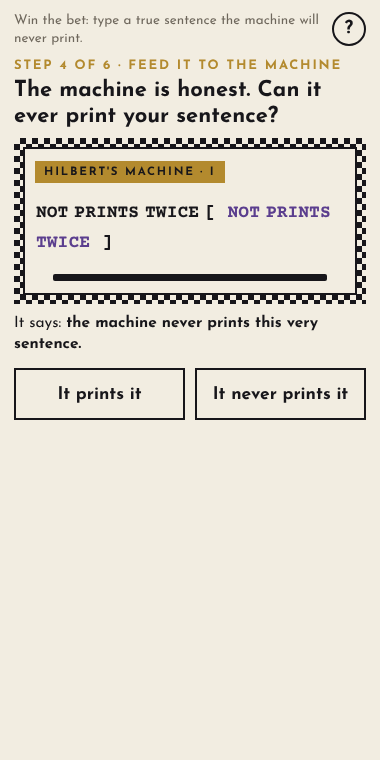 Win the bet: type a true sentence the machine will
never print.
?
STEP 4 OF 6 · FEED IT TO THE MACHINE
The machine is honest. Can it
ever print your sentence?
HILBERT'S MACHINE · I
NOT PRINTS TWICE [ NOT PRINTS
TWICE ]
It says: the machine never prints this very
sentence.
It prints it
It never prints it